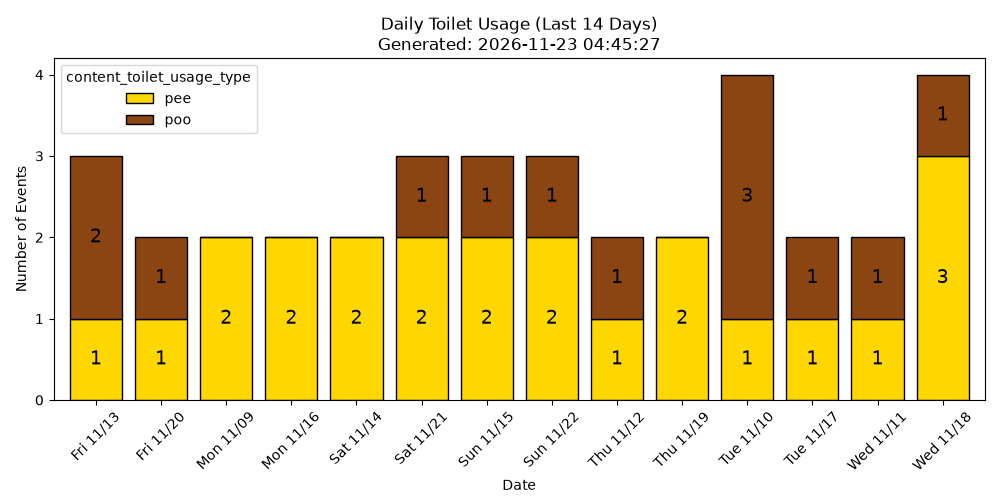 Daily Toilet Usage (Last 14 Days)
Generated: 2026-11-23 04:45:27
content_toilet_usage_type
pee
poo
Number of Events
4
3
2
1
0
2
1
1
1
2
2
2
1
2
1
2
1
2
1
1
2
3
1
1
1
1
1
1
3
Fri 11/13
Fri 11/20
Mon 11/09
Mon 11/16
Sat 11/14
Sat 11/21
Sun 11/15
Sun 11/22
Thu 11/12
Thu 11/19
Tue 11/10
Tue 11/17
Wed 11/11
Wed 11/18
Date